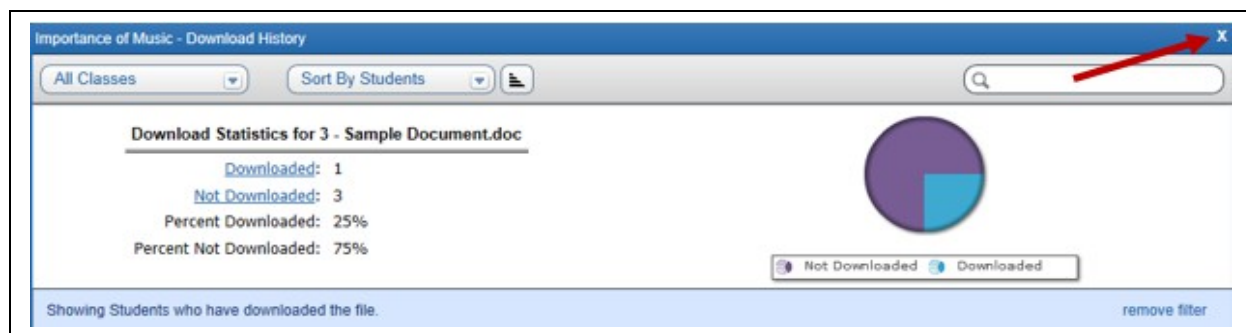 Importance of Music - Download History X
All Classes Sort By Students
Download Statistics for 3 - Sample Document.doc
Downloaded: 1
Not Downloaded: 3
Percent Downloaded: 25%
Percent Not Downloaded: 75%
Not Downloaded Downloaded
Showing Students who have downloaded the file. remove filter